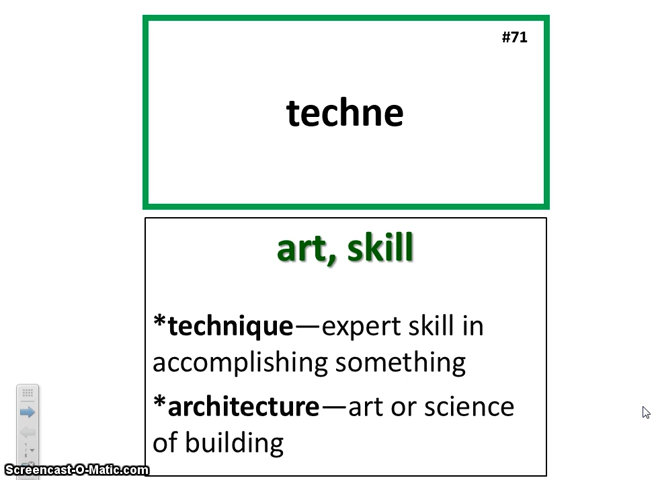 #71
techne
art, skill
*technique—expert skill in
accomplishing something
*architecture—art or science
of building
Screencast-O-Matic.com